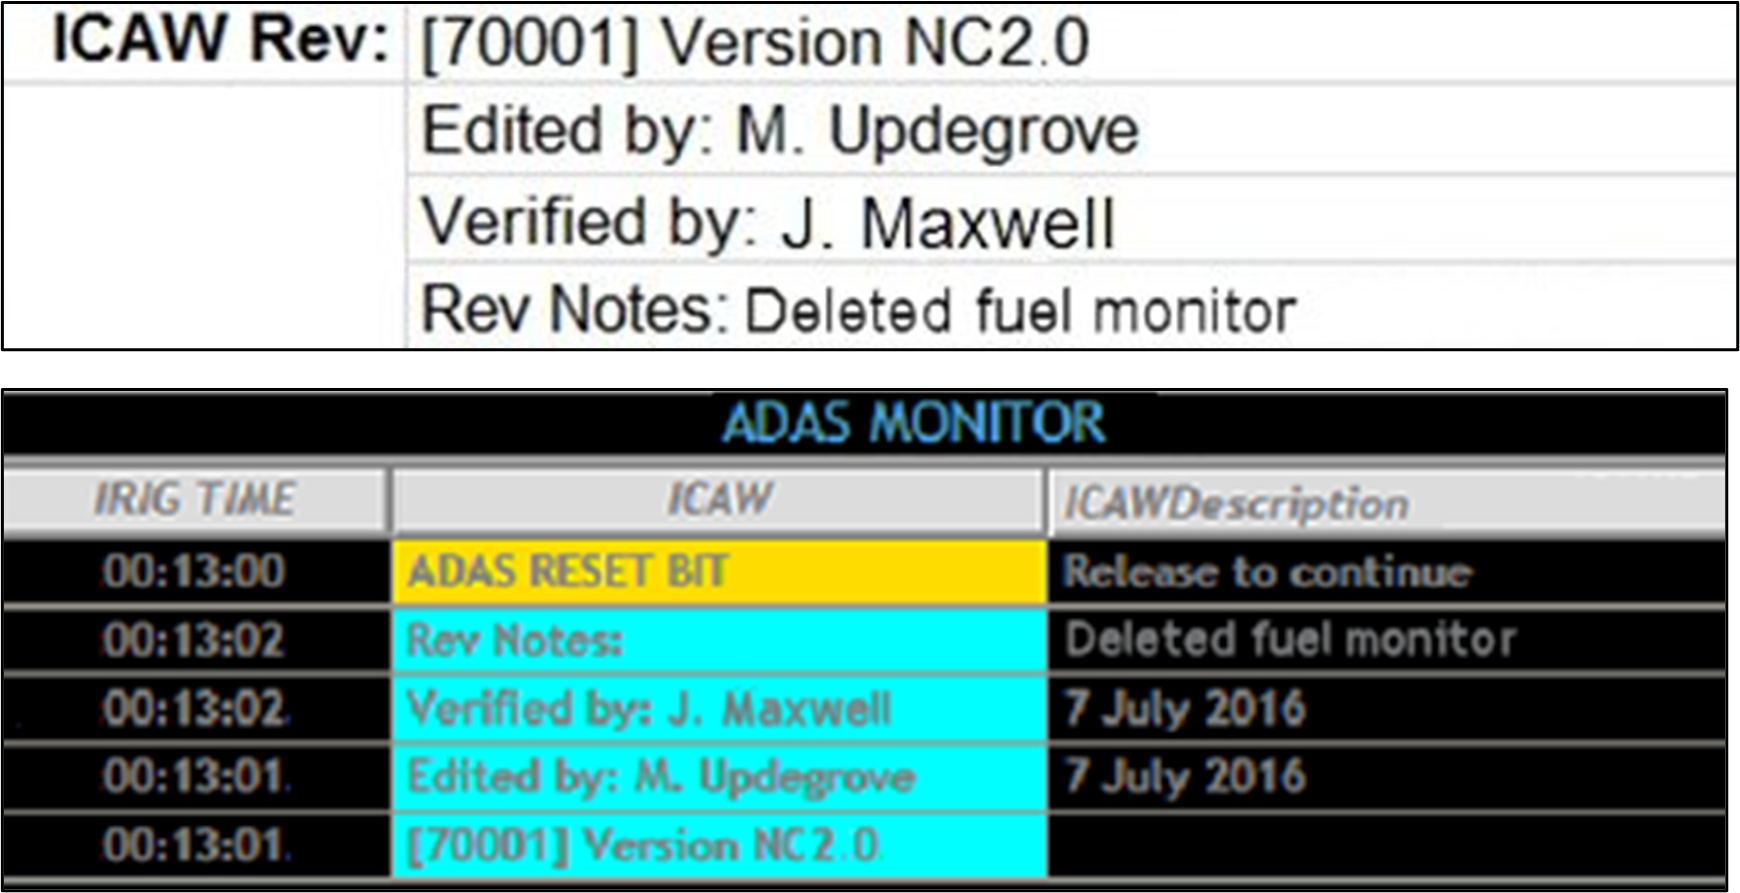 ICAW Rev: [70001] Version NC2.0
Edited by: M. Updegrove
Verified by: J. Maxwell
Rev Notes: Deleted fuel monitor
ADAS MONITOR
IRIG TIME ICAW ICAWDescription
00:13:00 ADAS RESET BIT Release to continue
00:13:02 Rev Notes: Deleted fuel monitor
00:13:02 Verified by: J. Maxwell 7 July 2016
00:13:01 Edited by: M. Updegrove 7 July 2016
00:13:01 [70001] Version NC2.0